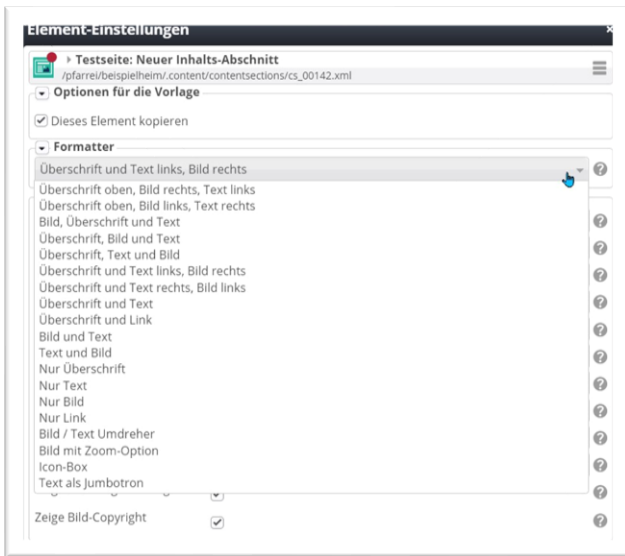 Element-Einstellungen
Testseite: Neuer Inhalts-Abschnitt
/pfarrei/beispielheim/.content/contentsections/cs_00142.xml
Optionen für die Vorlage
Dieses Element kopieren
Formatter
Überschrift und Text links, Bild rechts
Überschrift oben, Bild rechts, Text links
Überschrift oben, Bild links, Text rechts
Bild, Überschrift und Text
Überschrift, Bild und Text
Überschrift, Text und Bild
Überschrift und Text links, Bild rechts
Überschrift und Text rechts, Bild links
Überschrift und Text
Überschrift und Link
Bild und Text
Text und Bild
Nur Überschrift
Nur Text
Nur Bild
Nur Link
Bild / Text Umdreher
Bild mit Zoom-Option
Icon-Box
Text als Jumbotron
Zeige Bild-Copyright